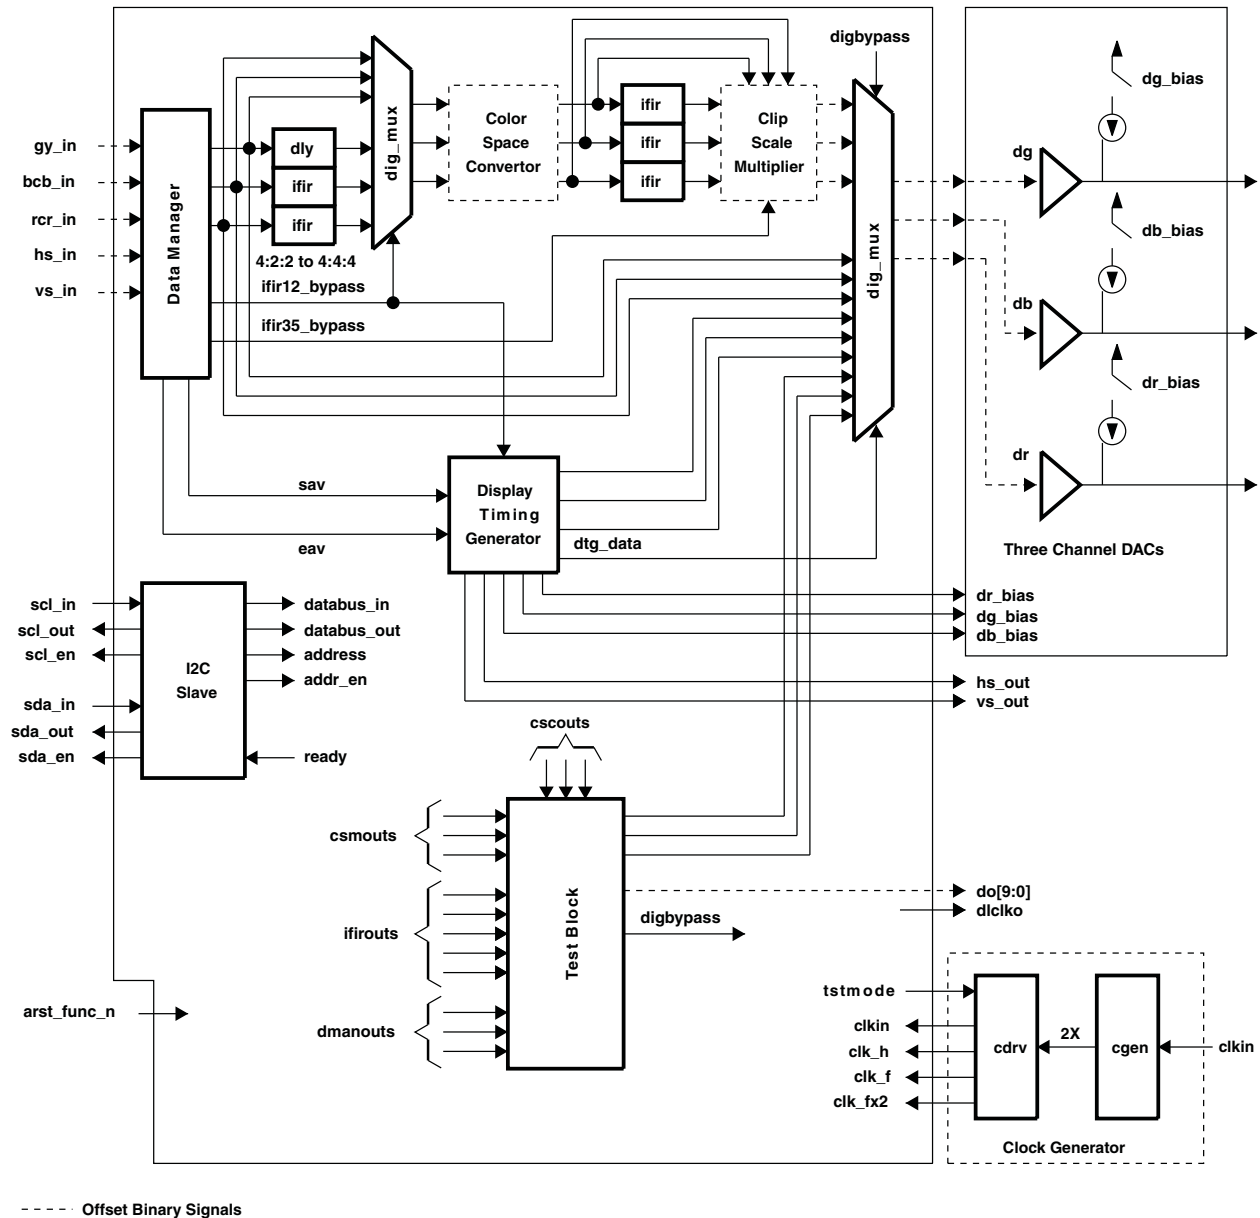 digbypass
dg_bias
gy_in
bcb_in
rcr_in
hs_in
vs_in
Data Manager
dly
ifir
ifir
4:2:2 to 4:4:4
ifir12_bypass
ifir35_bypass
dig_mux
Color
Space
Convertor
ifir
ifir
ifir
Clip
Scale
Multiplier
dig_mux
dg
db_bias
db
dr_bias
dr
Three Channel DACs
sav
eav
Display
Timing
Generator
dtg_data
dr_bias
dg_bias
db_bias
hs_out
vs_out
scl_in
scl_out
scl_en
sda_in
sda_out
sda_en
I2C
Slave
databus_in
databus_out
address
addr_en
ready
cscouts
csmouts
ifirouts
dmanouts
Test Block
do[9:0]
dlclko
digbypass
arst_func_n
tstmode
clkin
clk_h
clk_f
clk_fx2
cdrv
2X
cgen
clkin
Clock Generator
Offset Binary Signals